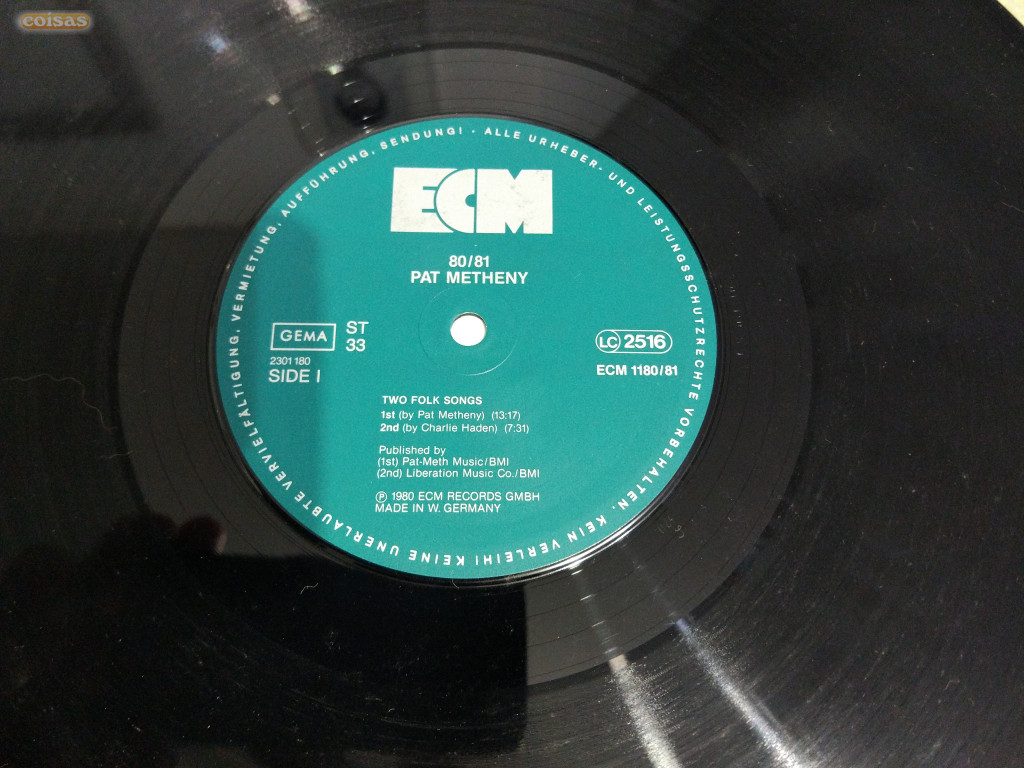 coisas
ALLE URHEBER- UND LEISTUNGSSCHUTZRECHTE VORBEHALTEN. KEIN VERLEIH! KEINE UNERLAUBTE VERVIELFÄLTIGUNG, VERMIETUNG, AUFFÜHRUNG, SENDUNG! ·
ECM
80/81
PAT METHENY
GEMA
ST
33
2301 180
SIDE I
LC 2516
ECM 1180/81
TWO FOLK SONGS
1st (by Pat Metheny) (13:17)
2nd (by Charlie Haden) (7:31)
Published by
(1st) Pat-Meth Music/BMI
(2nd) Liberation Music Co./BMI
℗ 1980 ECM RECORDS GMBH
MADE IN W. GERMANY